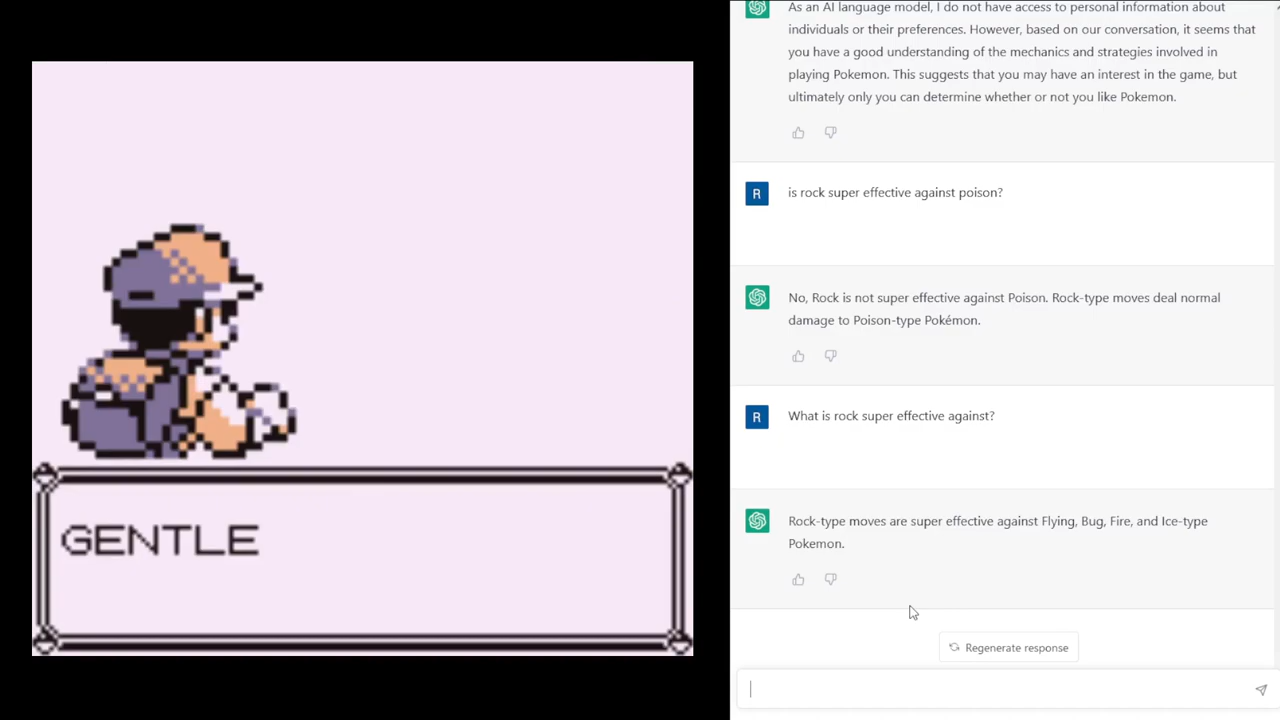 GENTLE
As an AI language model, I do not have access to personal information about
individuals or their preferences. However, based on our conversation, it seems that
you have a good understanding of the mechanics and strategies involved in
playing Pokemon. This suggests that you may have an interest in the game, but
ultimately only you can determine whether or not you like Pokemon.
R
is rock super effective against poison?
No, Rock is not super effective against Poison. Rock-type moves deal normal
damage to Poison-type Pokémon.
R
What is rock super effective against?
Rock-type moves are super effective against Flying, Bug, Fire, and Ice-type
Pokemon.
Regenerate response